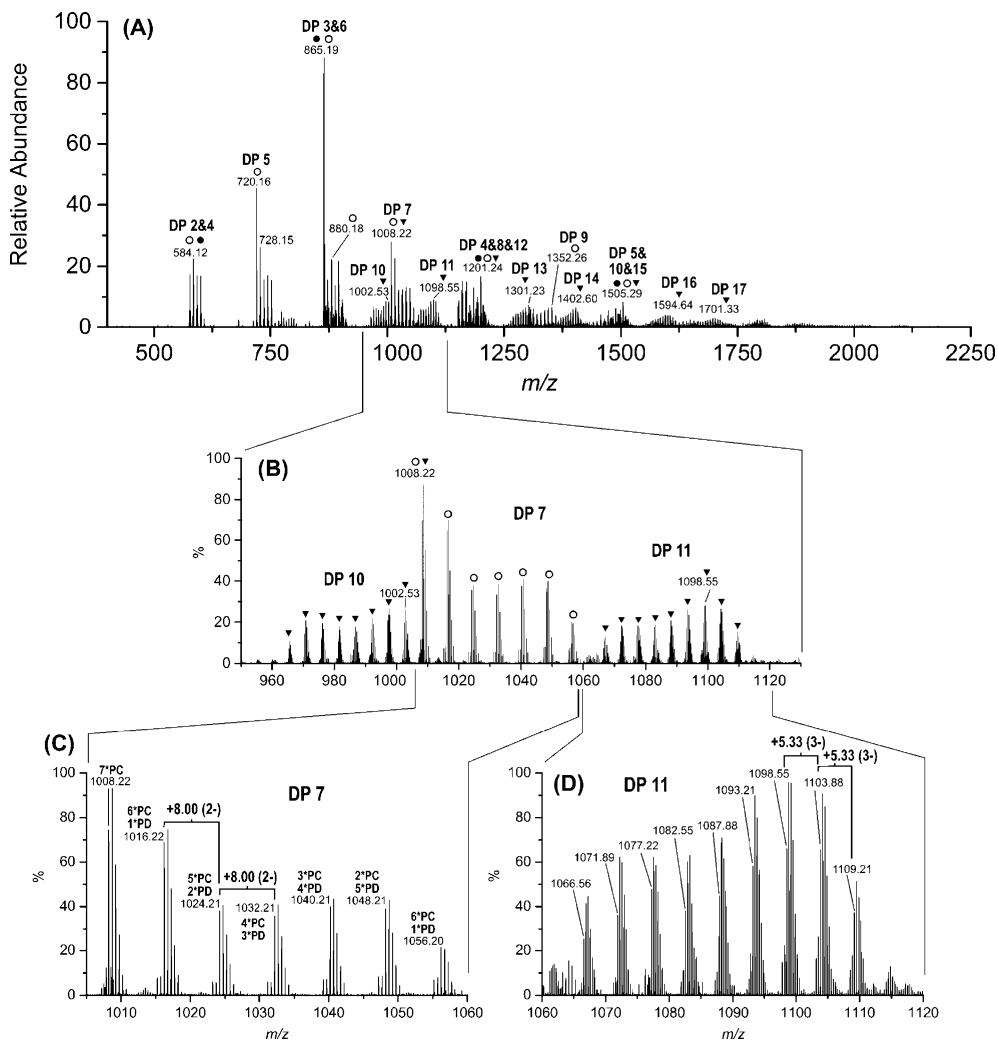 (A)
Relative Abundance
100
80
60
40
20
0
DP 3&6
865.19
DP 5
720.16
DP 2&4
584.12
728.15
880.18
DP 7
1008.22
DP 10
1002.53
DP 11
1098.55
DP 4&8&12
1201.24
DP 13
1301.23
DP 9
1352.26
DP 14
1402.60
DP 5&
10&15
1505.29
DP 16
1594.64
DP 17
1701.33
500 750 1000 1250 1500 1750 2000 2250
m/z
(B)
%
100
80
60
40
20
0
1008.22
DP 7
DP 10
1002.53
DP 11
1098.55
960 980 1000 1020 1040 1060 1080 1100 1120
(C)
%
100
80
60
40
20
0
DP 7
7*PC
1008.22
6*PC
1*PD
1016.22
+8.00 (2-)
5*PC
2*PD
1024.21
+8.00 (2-)
1032.21
4*PC
3*PD
3*PC
4*PD
1040.21
2*PC
5*PD
1048.21
6*PC
1*PD
1056.20
1010 1020 1030 1040 1050 1060
m/z
(D)
%
100
80
60
40
20
0
DP 11
+5.33 (3-)
+5.33 (3-)
1066.56
1071.89
1077.22
1082.55
1087.88
1093.21
1098.55
1103.88
1109.21
1060 1070 1080 1090 1100 1110 1120
m/z